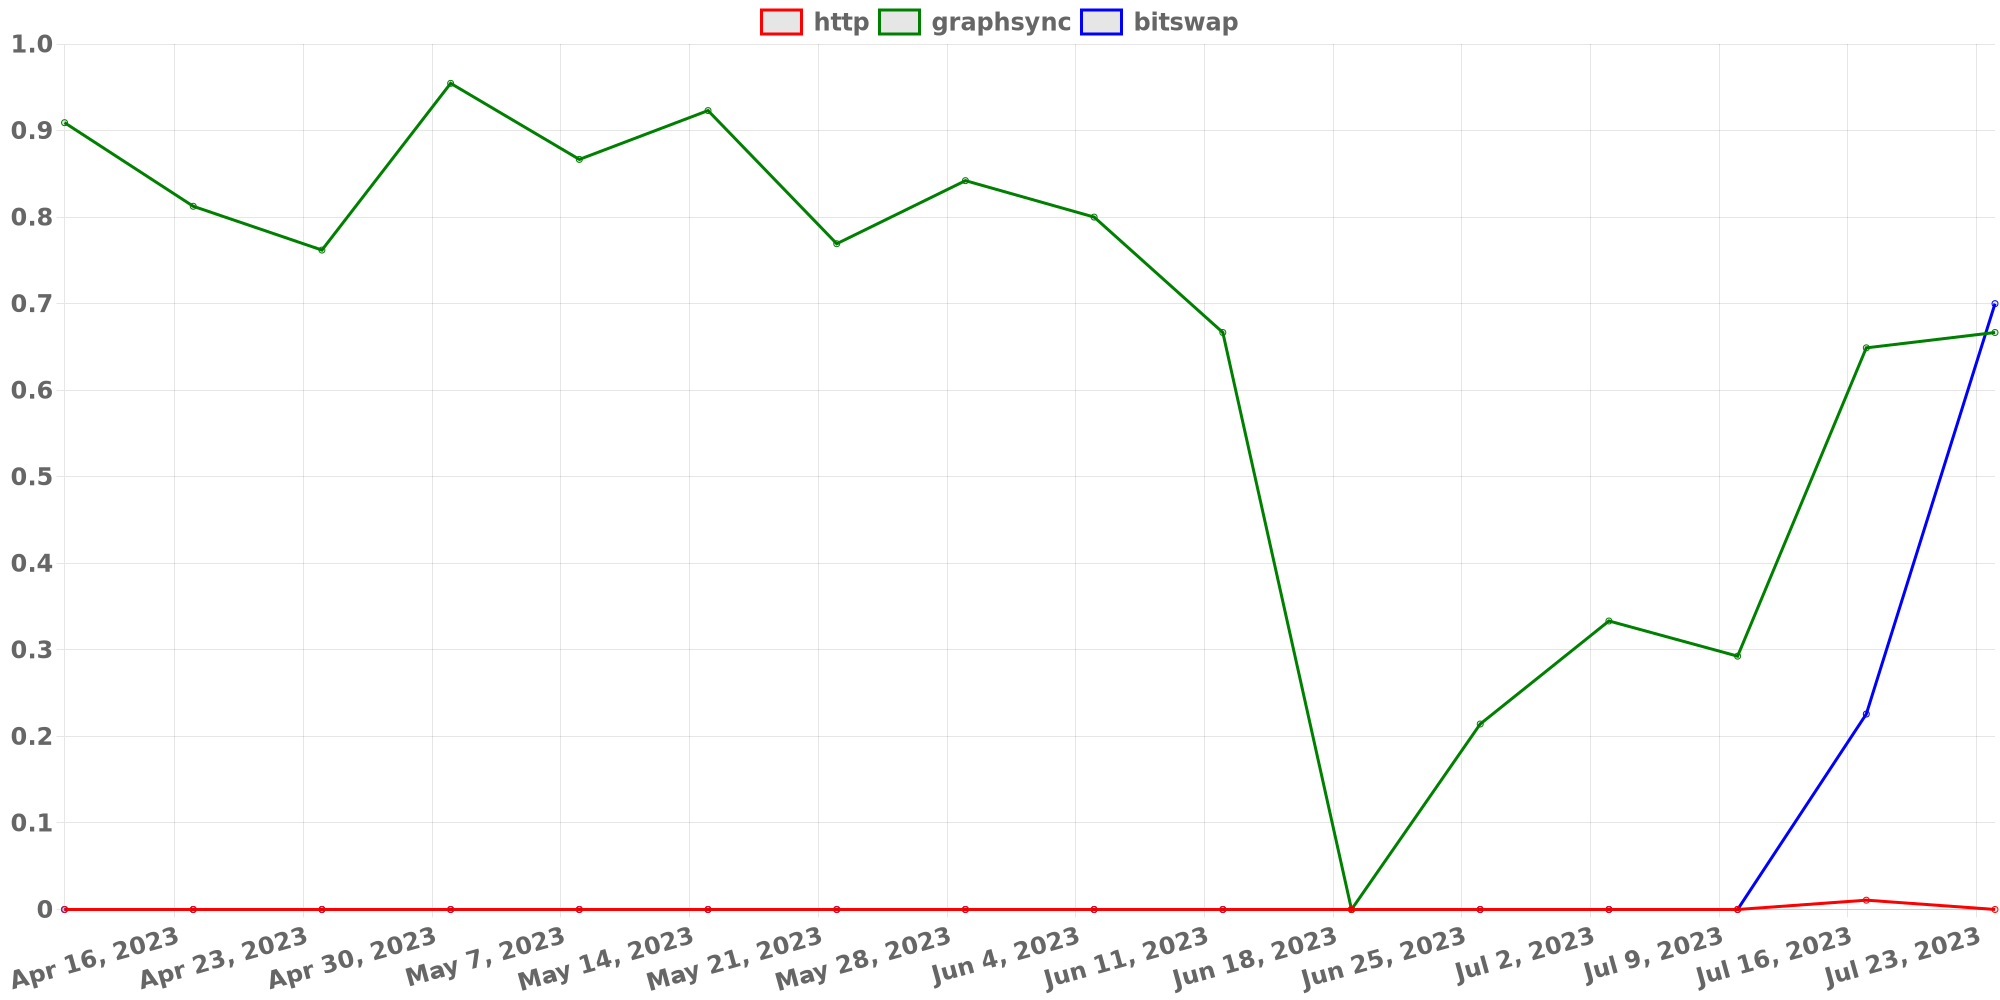 http graphsync bitswap
1.0
0.9
0.8
0.7
0.6
0.5
0.4
0.3
0.2
0.1
0
Apr 16, 2023
Apr 23, 2023
Apr 30, 2023
May 7, 2023
May 14, 2023
May 21, 2023
May 28, 2023
Jun 4, 2023
Jun 11, 2023
Jun 18, 2023
Jun 25, 2023
Jul 2, 2023
Jul 9, 2023
Jul 16, 2023
Jul 23, 2023